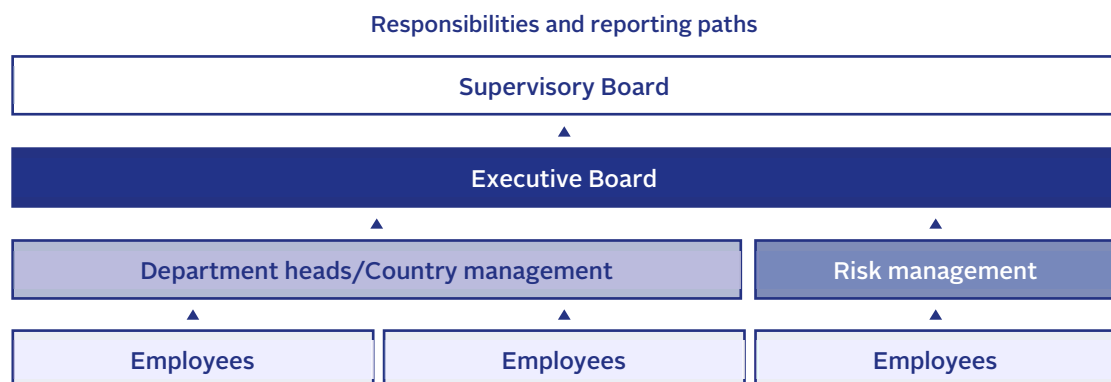 Responsibilities and reporting paths
Supervisory Board
Executive Board
Department heads/Country management
Risk management
Employees
Employees
Employees